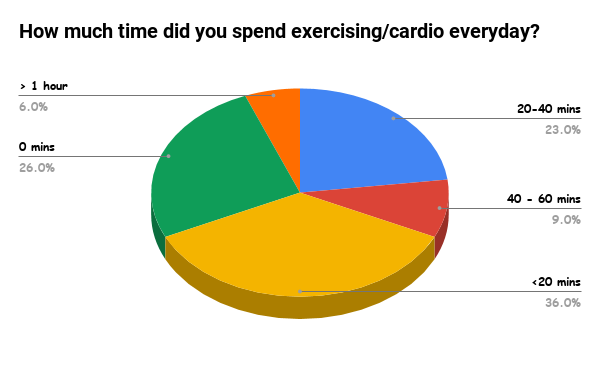 How much time did you spend exercising/cardio everyday?
> 1 hour
6.0%
20-40 mins
23.0%
0 mins
26.0%
40 - 60 mins
9.0%
<20 mins
36.0%